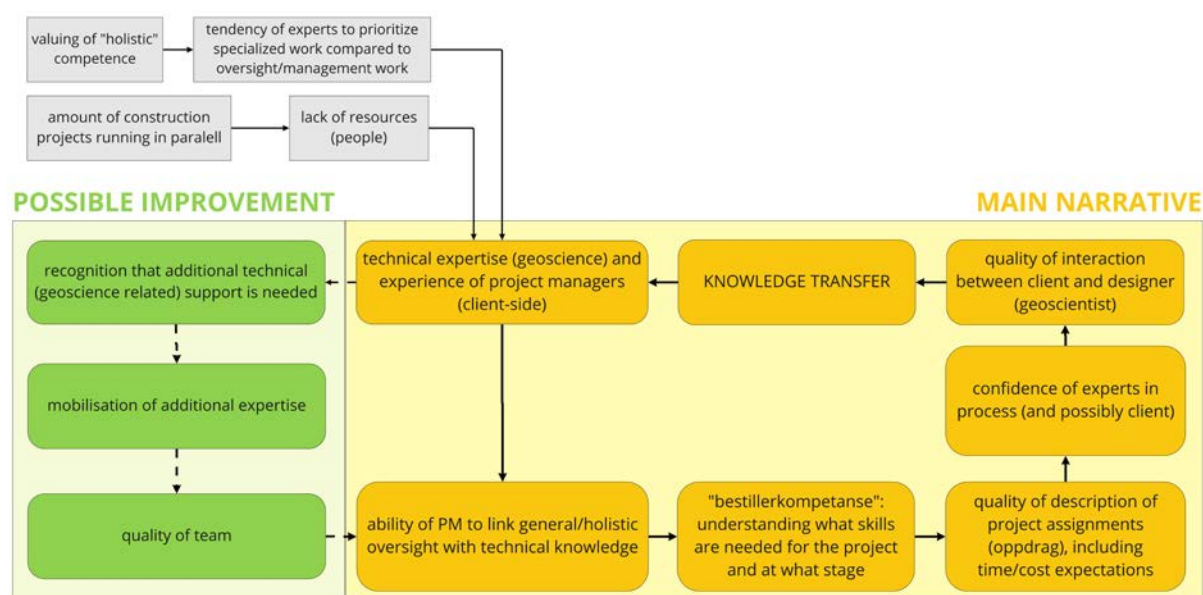 valuing of "holistic"
competence
tendency of experts to prioritize
specialized work compared to
oversight/management work
amount of construction
projects running in paralell
lack of resources
(people)
POSSIBLE IMPROVEMENT
MAIN NARRATIVE
recognition that additional technical
(geoscience related) support is needed
technical expertise (geoscience) and
experience of project managers
(client-side)
KNOWLEDGE TRANSFER
quality of interaction
between client and designer
(geoscientist)
mobilisation of additional expertise
confidence of experts in
process (and possibly client)
quality of team
ability of PM to link general/holistic
oversight with technical knowledge
"bestillerkompetanse":
understanding what skills
are needed for the project
and at what stage
quality of description of
project assignments
(oppdrag), including
time/cost expectations